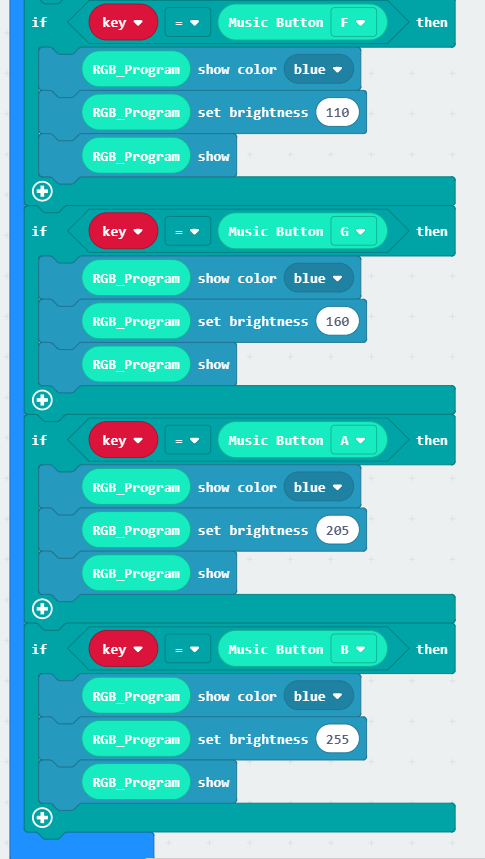 if key = Music Button F then
RGB_Program show color blue
RGB_Program set brightness 110
RGB_Program show
if key = Music Button G then
RGB_Program show color blue
RGB_Program set brightness 160
RGB_Program show
if key = Music Button A then
RGB_Program show color blue
RGB_Program set brightness 205
RGB_Program show
if key = Music Button B then
RGB_Program show color blue
RGB_Program set brightness 255
RGB_Program show